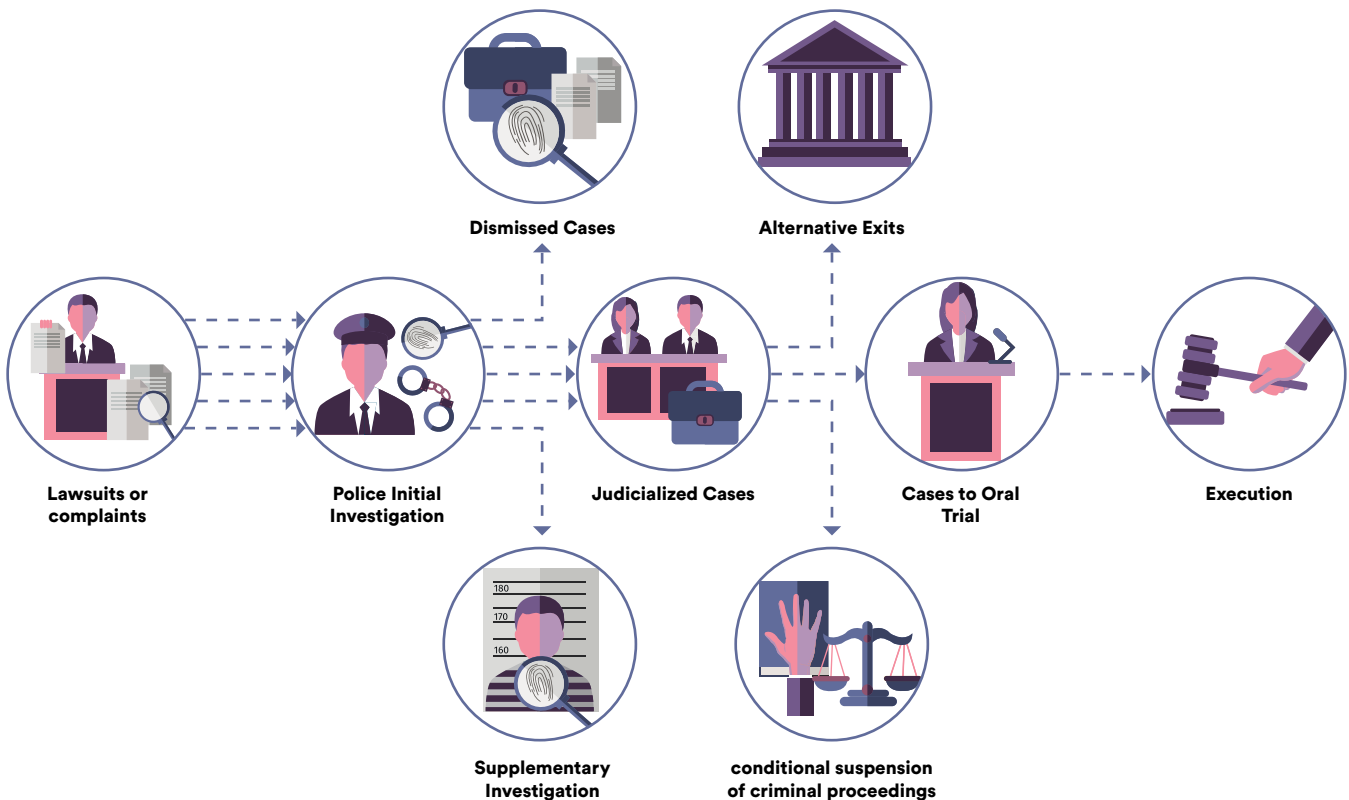 Dismissed Cases
Alternative Exits
Lawsuits or
complaints
Police Initial
Investigation
Judicialized Cases
Cases to Oral
Trial
Execution
180
170
160
Supplementary
Investigation
conditional suspension
of criminal proceedings